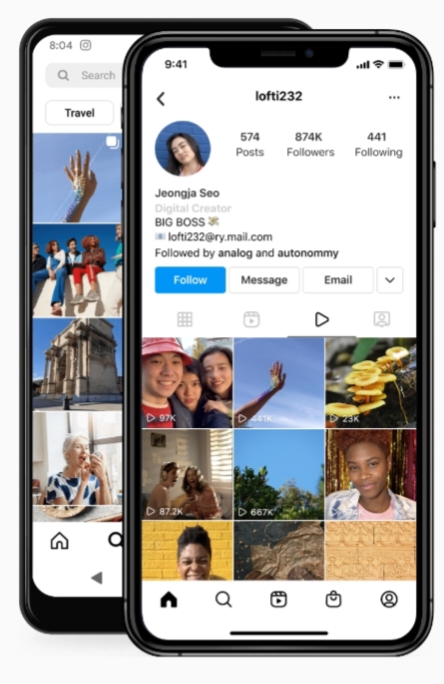 8:04
Search
Travel
9:41
lofti232
574 874K 441
Posts Followers Following
Jeongja Seo
Digital Creator
BIG BOSS
lofti232@ry.mail.com
Followed by analog and autonommy
Follow Message Email
97K 441K 23K
87.2K 667K